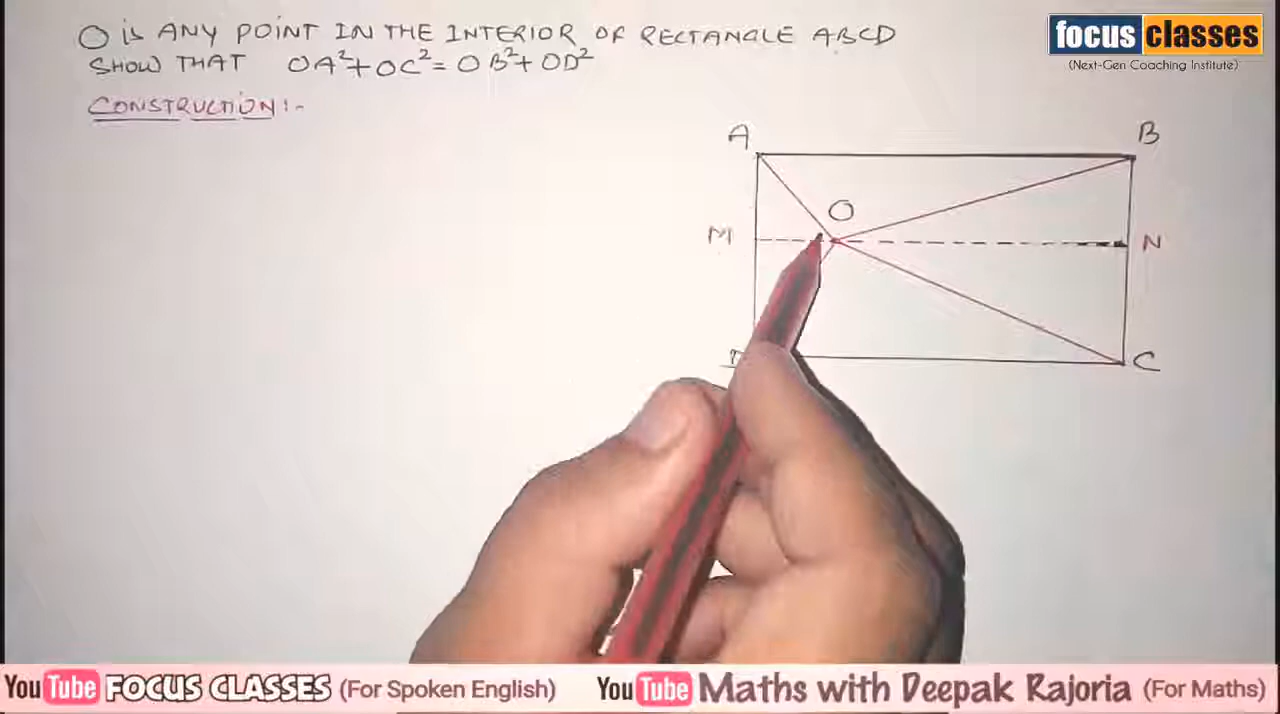 O is ANY POINT IN THE INTERIOR OF RECTANGLE ABCD
SHOW THAT OA²+OC²=OB²+OD²
CONSTRUCTION:-
focus classes
(Next-Gen Coaching Institute)
A
B
O
M
N
D
C
YouTube FOCUS CLASSES (For Spoken English) YouTube Maths with Deepak Rajoria (For Maths)